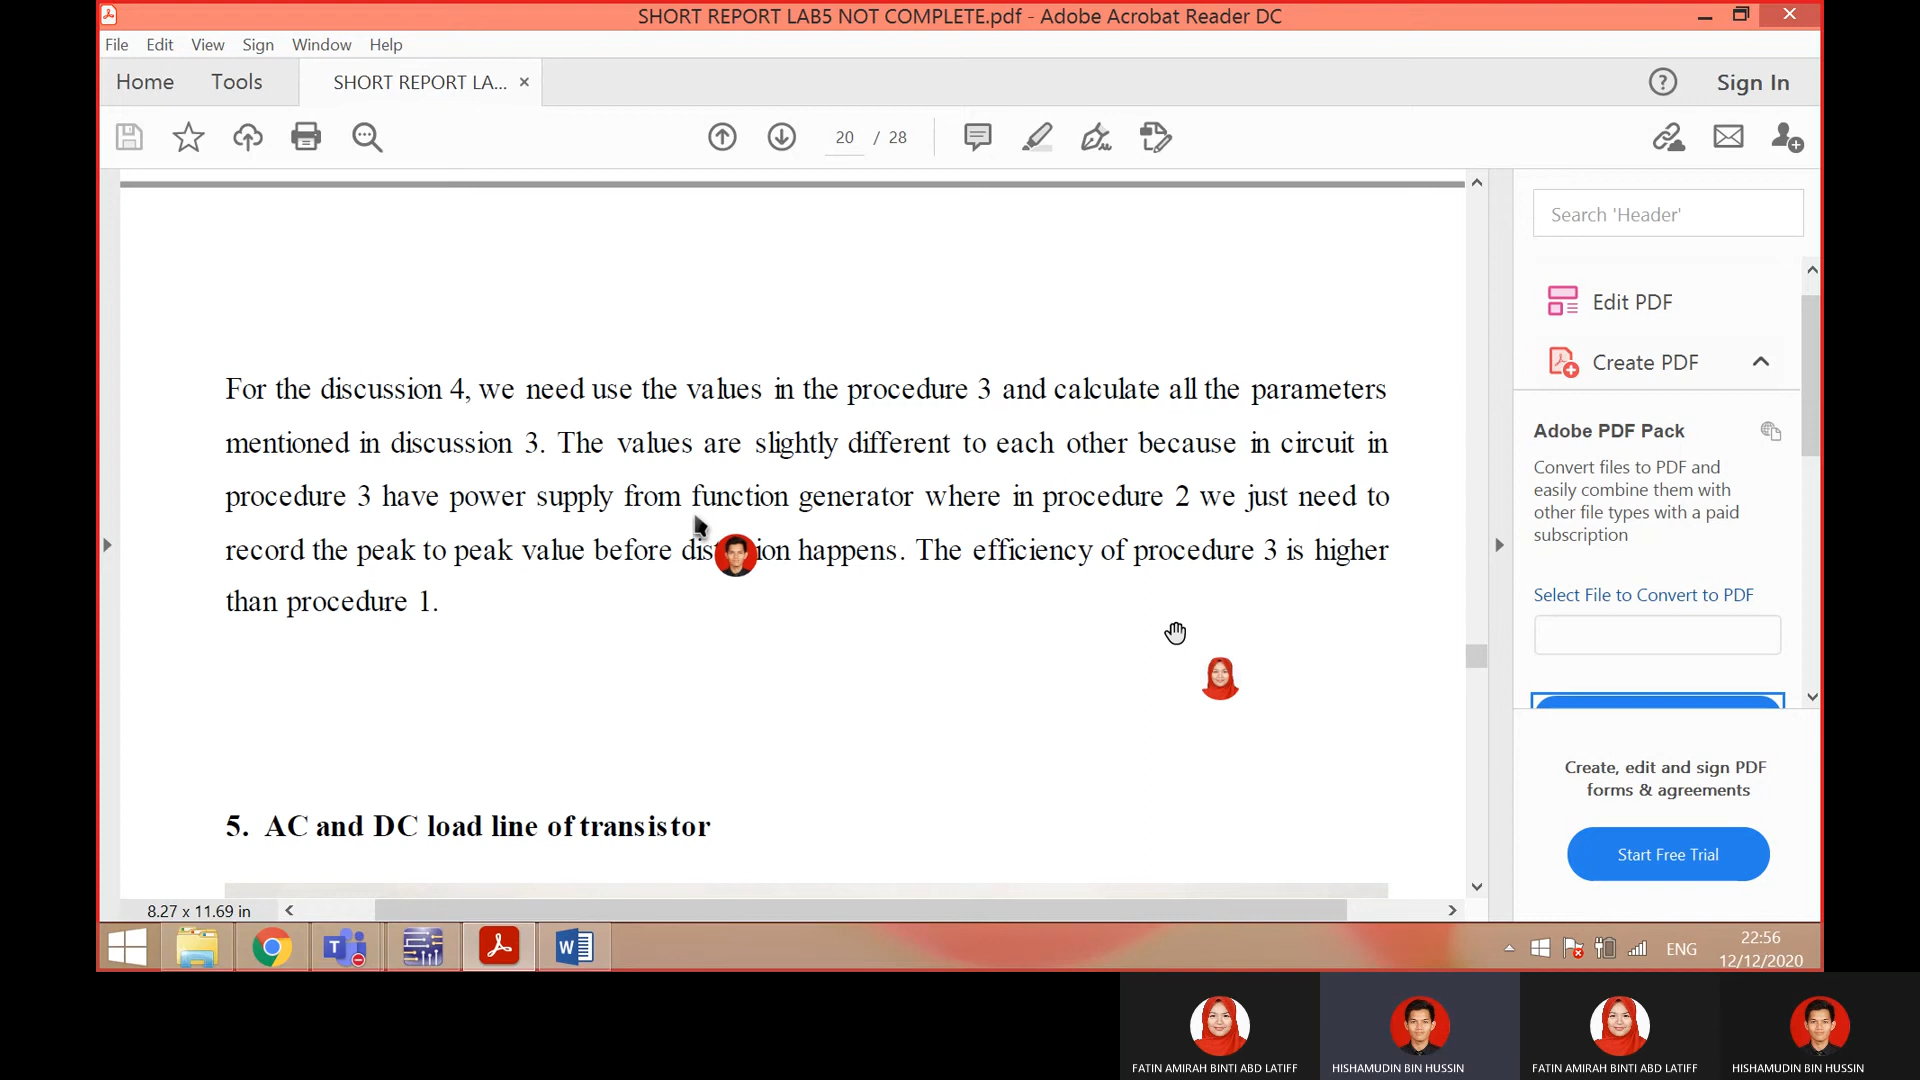 SHORT REPORT LAB5 NOT COMPLETE.pdf - Adobe Acrobat Reader DC
File Edit View Sign Window Help
Home Tools SHORT REPORT LA... × Sign In
20 / 28
Search 'Header'
Edit PDF
Create PDF
Adobe PDF Pack
Convert files to PDF and
easily combine them with
other file types with a paid
subscription
Select File to Convert to PDF
Create, edit and sign PDF
forms & agreements
Start Free Trial
For the discussion 4, we need use the values in the procedure 3 and calculate all the parameters
mentioned in discussion 3. The values are slightly different to each other because in circuit in
procedure 3 have power supply from function generator where in procedure 2 we just need to
record the peak to peak value before happens. The efficiency of procedure 3 is higher
than procedure 1.
5. AC and DC load line of transistor
8.27 x 11.69 in
ENG
22:56
12/12/2020
FATIN AMIRAH BINTI ABD LATIFF
HISHAMUDIN BIN HUSSIN
FATIN AMIRAH BINTI ABD LATIFF
HISHAMUDIN BIN HUSSIN